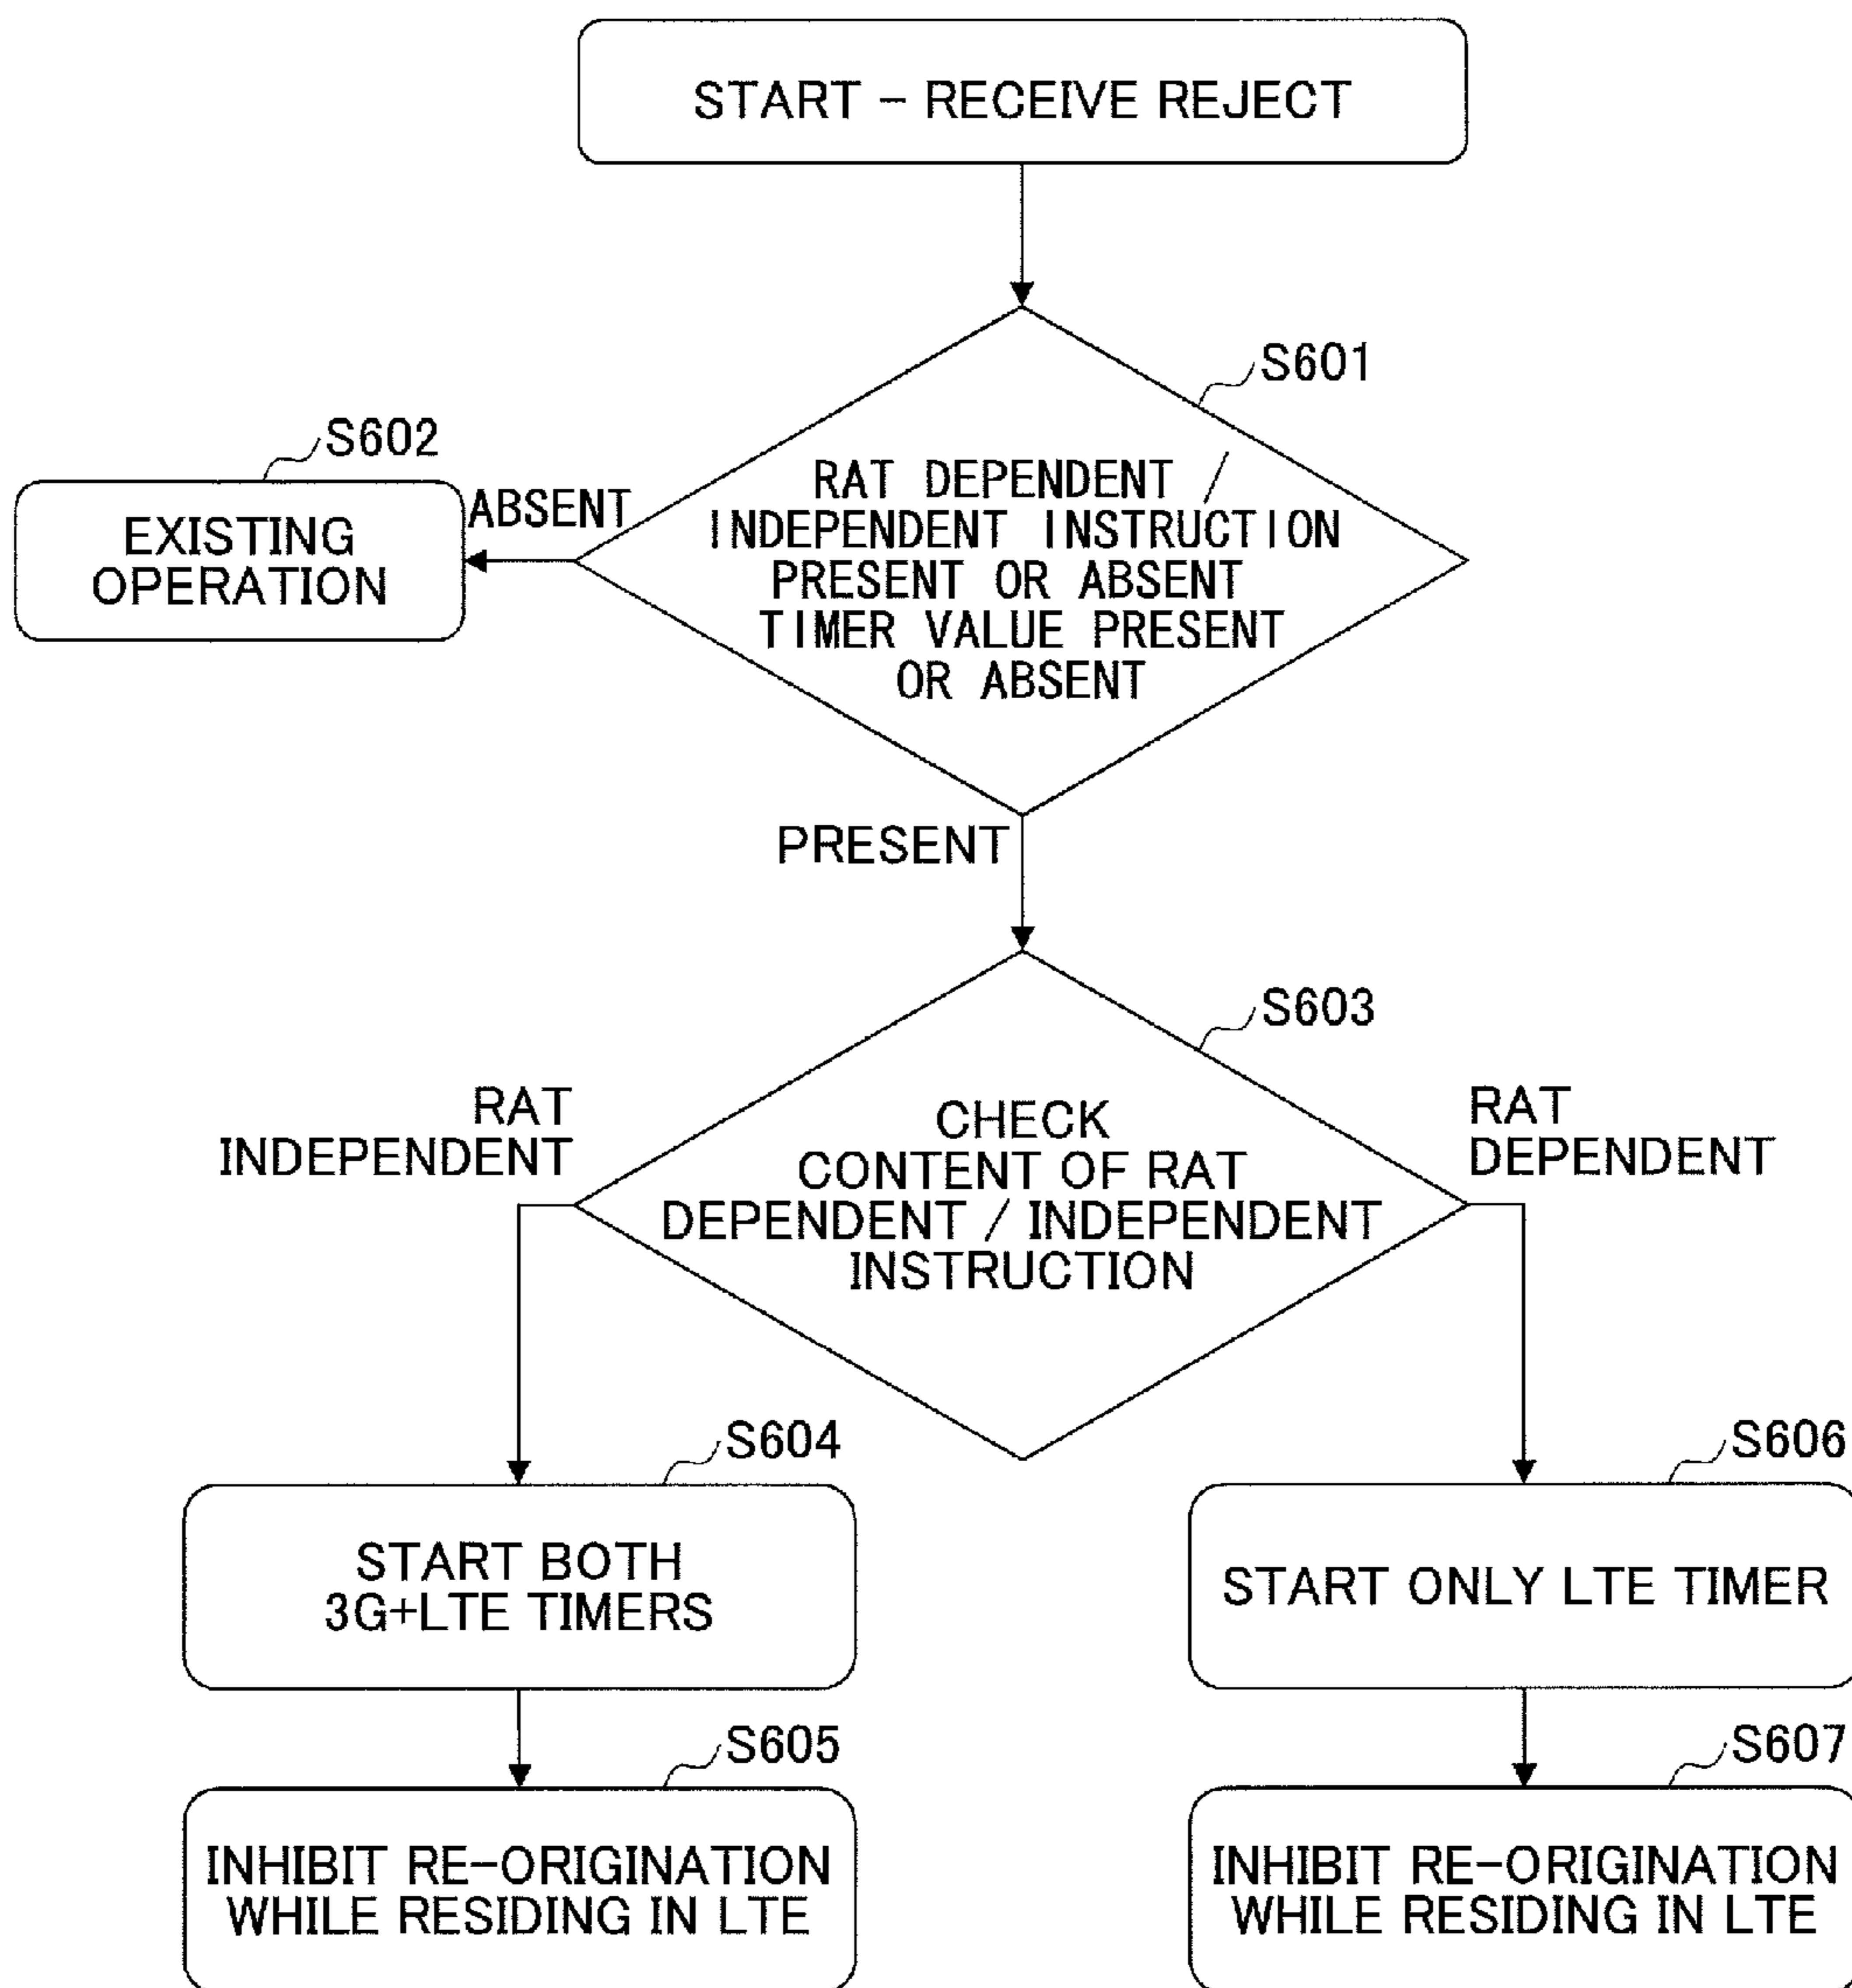 START – RECEIVE REJECT
S601
S602
RAT DEPENDENT /
INDEPENDENT INSTRUCTION
PRESENT OR ABSENT
TIMER VALUE PRESENT
OR ABSENT
ABSENT
EXISTING
OPERATION
PRESENT
S603
RAT
INDEPENDENT
CHECK
CONTENT OF RAT
DEPENDENT / INDEPENDENT
INSTRUCTION
RAT
DEPENDENT
S604
START BOTH
3G+LTE TIMERS
S606
START ONLY LTE TIMER
S605
INHIBIT RE-ORIGINATION
WHILE RESIDING IN LTE
S607
INHIBIT RE-ORIGINATION
WHILE RESIDING IN LTE